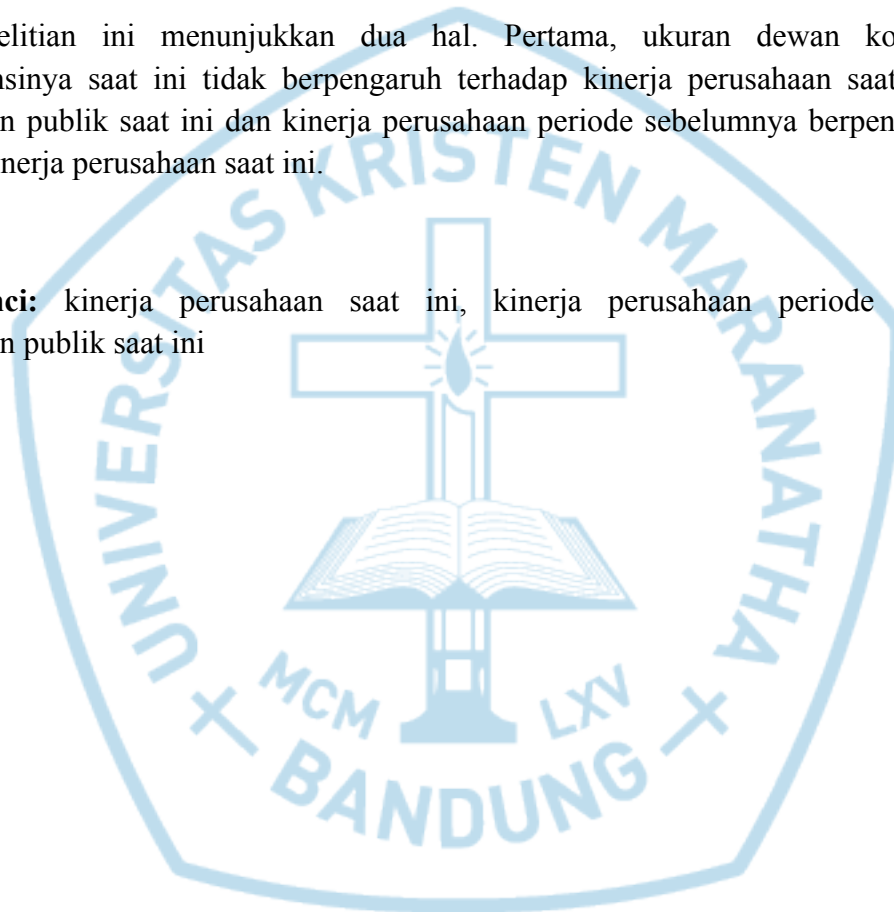 elitian ini menunjukkan dua hal. Pertama, ukuran dewan ko
nsinya saat ini tidak berpengaruh terhadap kinerja perusahaan saat
n publik saat ini dan kinerja perusahaan periode sebelumnya berpen
nerja perusahaan saat ini.
nci: kinerja perusahaan saat ini, kinerja perusahaan periode
n publik saat ini
UNIVERSITAS KRISTEN MARANATHA
MCM LXV
BANDUNG